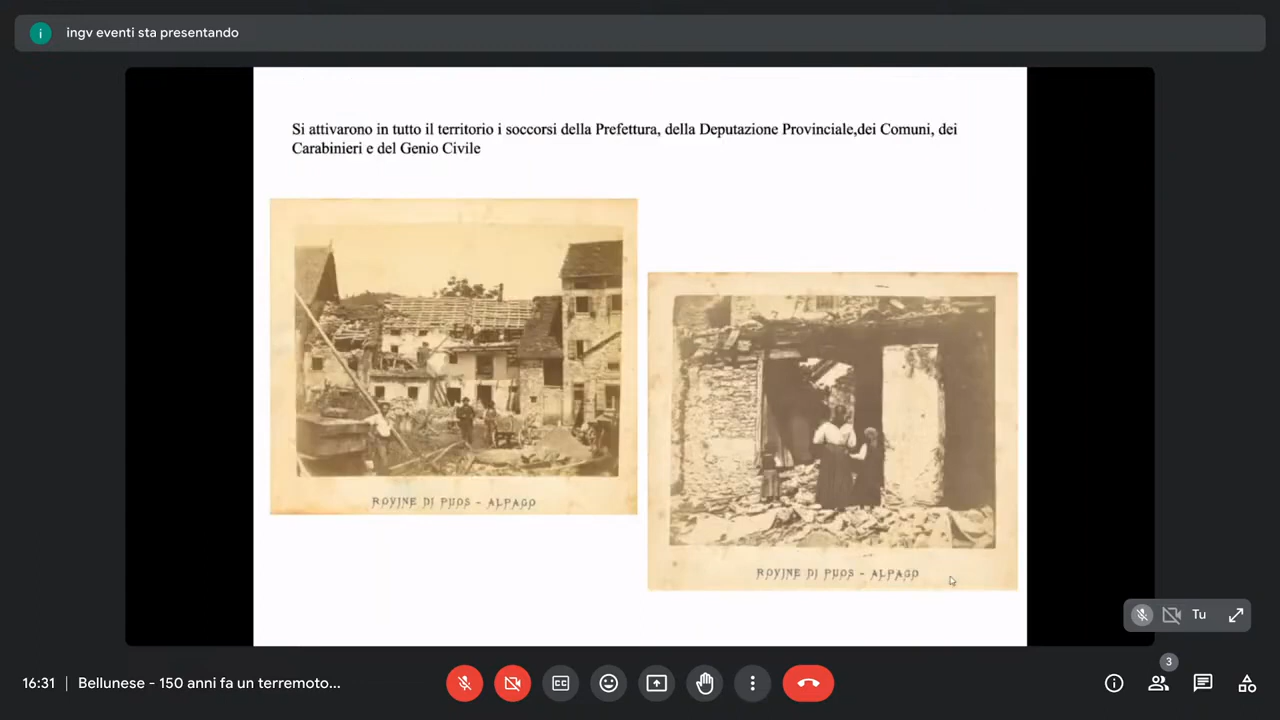 i ingv eventi sta presentando
Si attivarono in tutto il territorio i soccorsi della Prefettura, della Deputazione Provinciale,dei Comuni, dei
Carabinieri e del Genio Civile
ROVINE DI PUOS - ALPAGO
ROVINE DI PUOS - ALPAGO
Tu
3
16:31 | Bellunese - 150 anni fa un terremoto...
CC